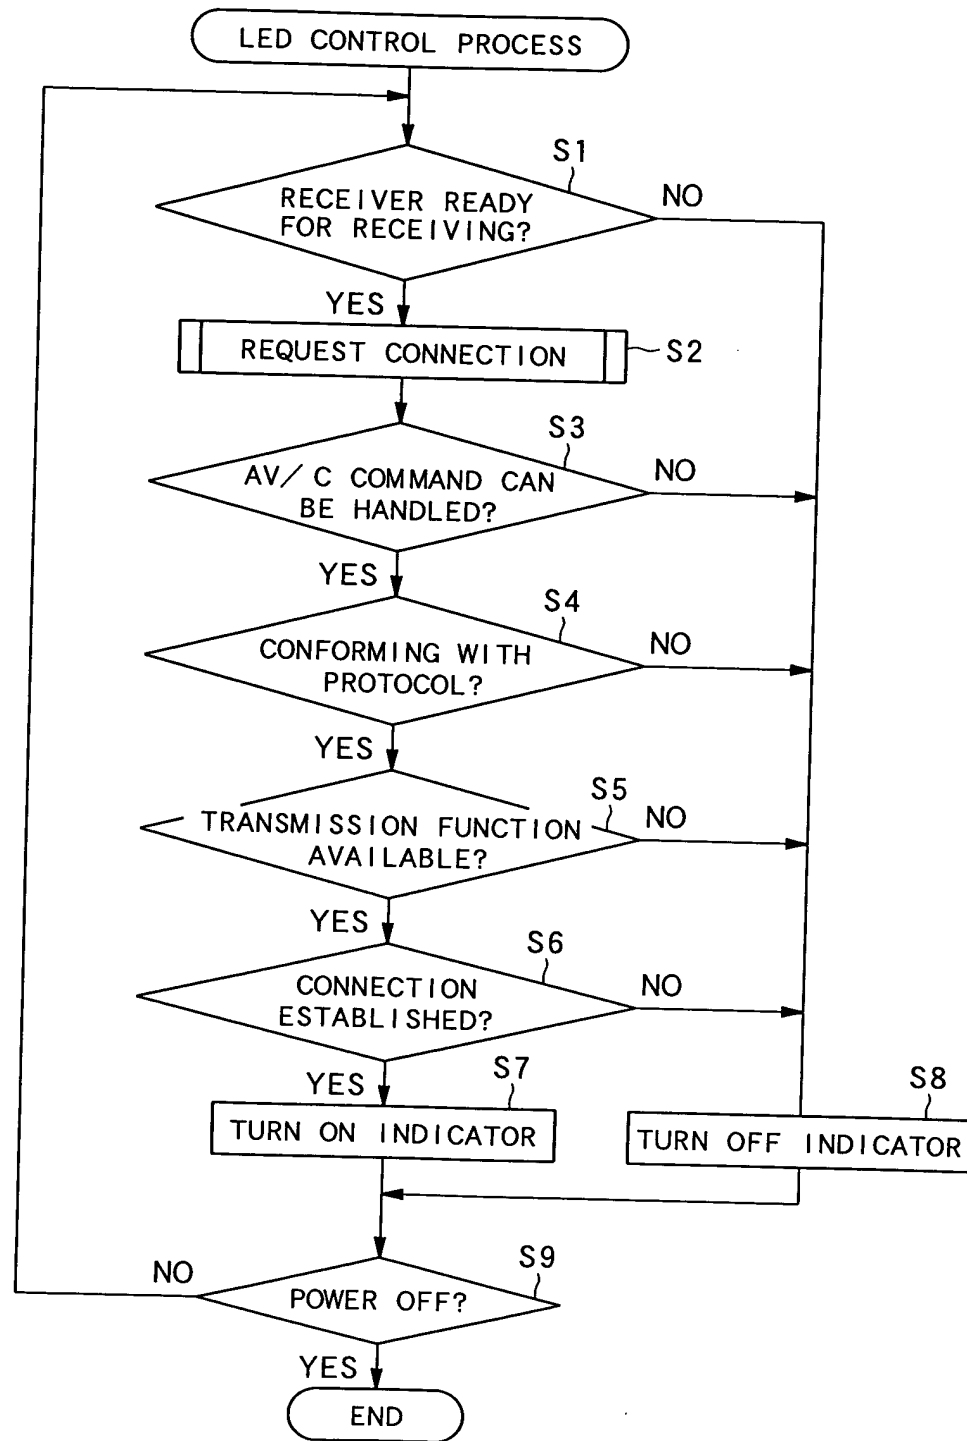 LED CONTROL PROCESS
S1
RECEIVER READY
FOR RECEIVING?
NO
YES
REQUEST CONNECTION
S2
S3
AV/C COMMAND CAN
BE HANDLED?
NO
YES
S4
CONFORMING WITH
PROTOCOL?
NO
YES
S5
TRANSMISSION FUNCTION
AVAILABLE?
NO
YES
S6
CONNECTION
ESTABLISHED?
NO
YES
S7
TURN ON INDICATOR
S8
TURN OFF INDICATOR
S9
POWER OFF?
NO
YES
END